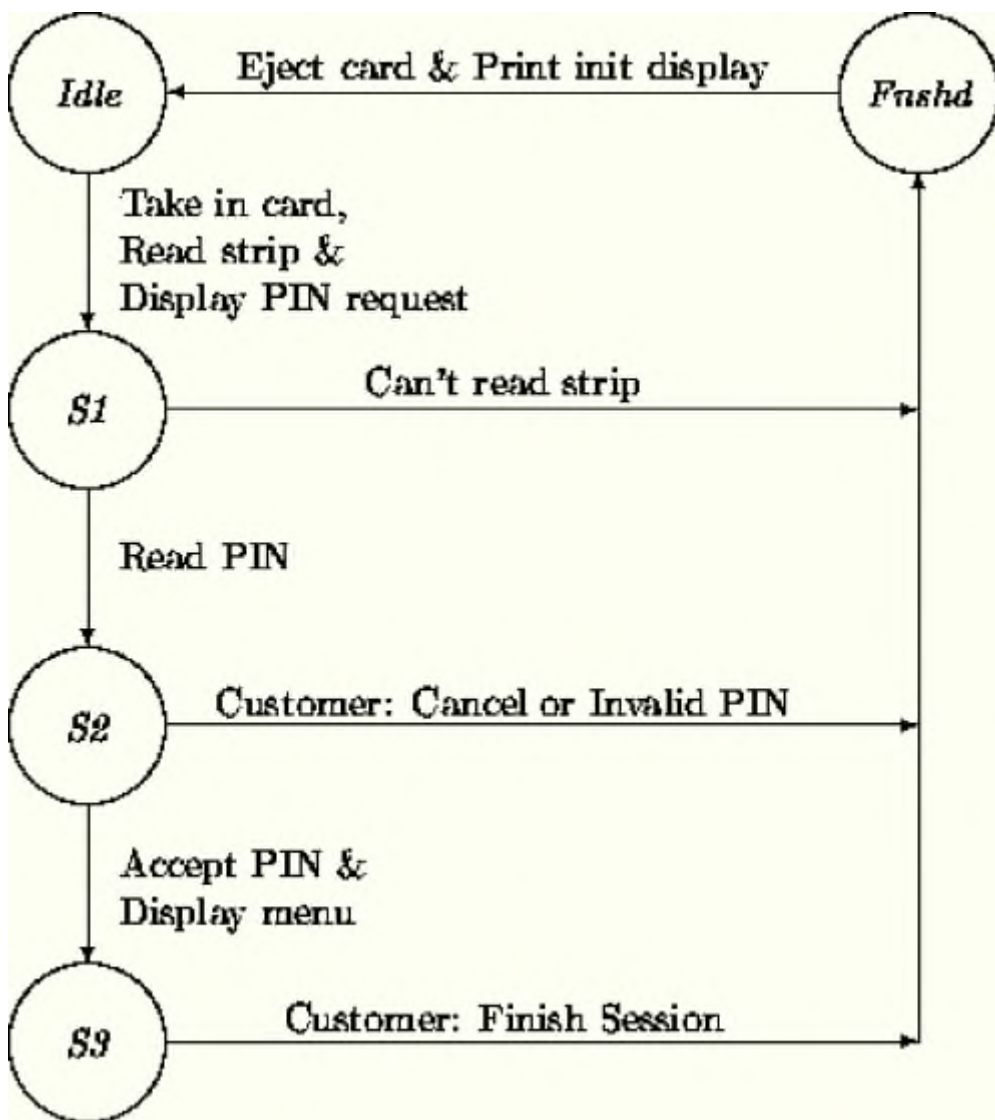 Idle
Eject card & Print init display
Fnshd
Take in card,
Read strip &
Display PIN request
S1
Can't read strip
Read PIN
S2
Customer: Cancel or Invalid PIN
Accept PIN &
Display menu
S3
Customer: Finish Session